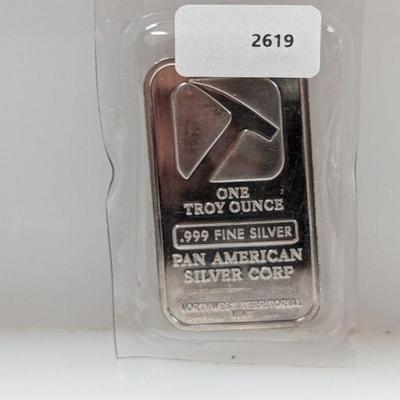 2619
ONE
TROY OUNCE
.999 FINE SILVER
PAN AMERICAN
SILVER CORP
NORTHWEST TERRITORIAL
MINT